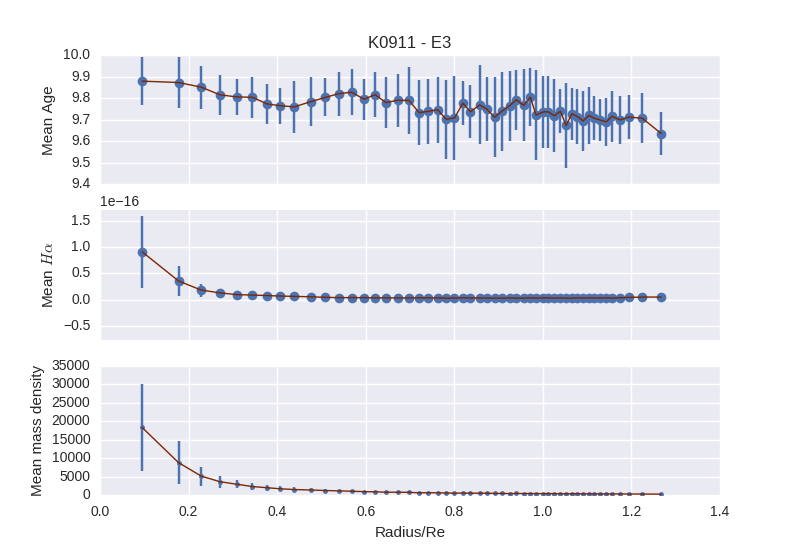 K0911 - E3
10.0
9.9
9.8
9.7
9.6
9.5
9.4
Mean Age
1e−16
1.5
1.0
0.5
0.0
−0.5
Mean Hα
35000
30000
25000
20000
15000
10000
5000
0
Mean mass density
0.0 0.2 0.4 0.6 0.8 1.0 1.2 1.4
Radius/Re